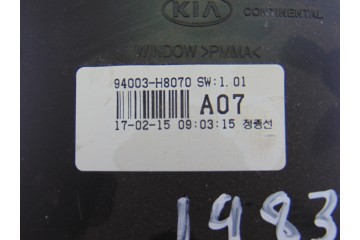 KIA CONTINENTAL
WINDOW >PMMA<
94003-H8070 SW:1.01
A07
17-02-15 09:03:15 정종선
1983